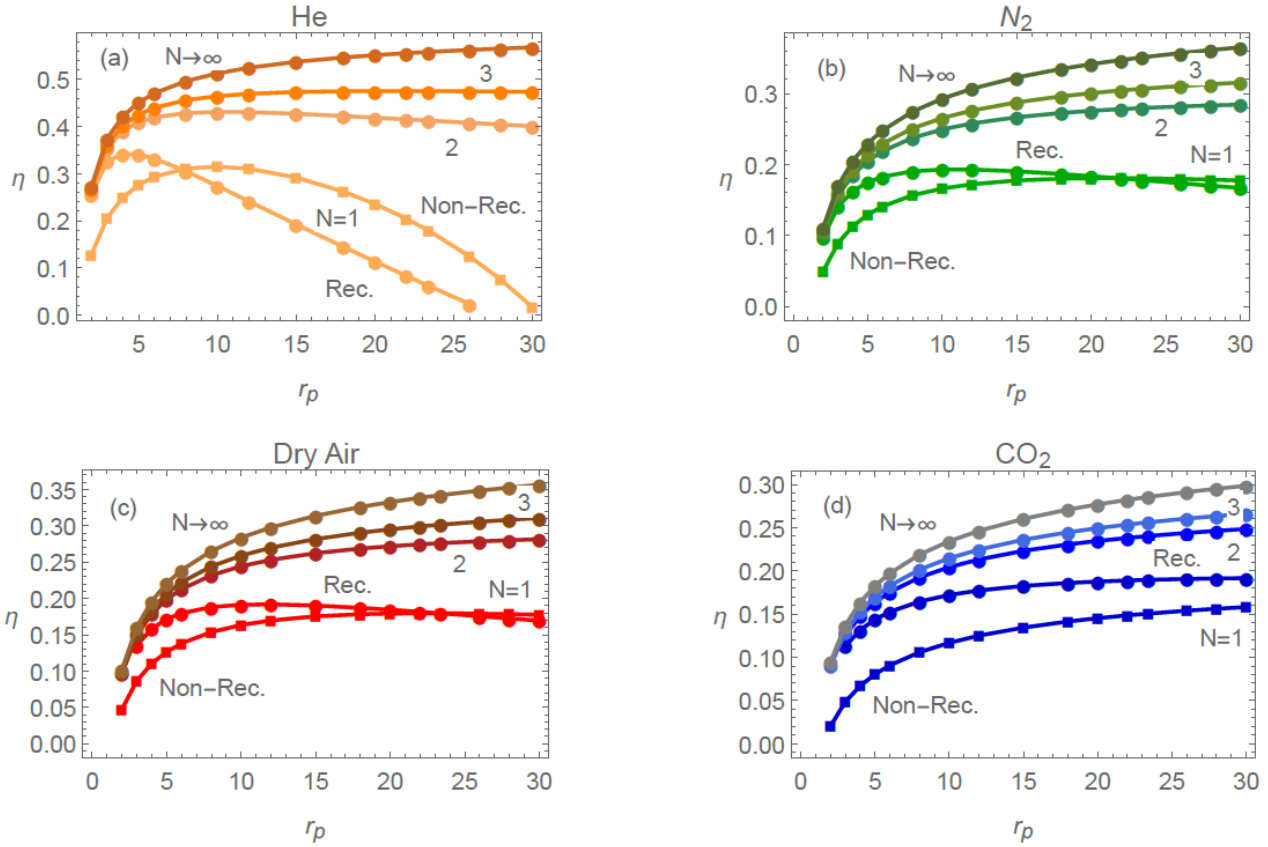 He
(a)
N→∞
3
2
Non−Rec.
N=1
Rec.
η
0.5
0.4
0.3
0.2
0.1
0.0
5 10 15 20 25 30
r_p
N_2
(b)
N→∞
3
2
Rec.
N=1
Non−Rec.
η
0.3
0.2
0.1
0.0
0 5 10 15 20 25 30
r_p
Dry Air
(c)
N→∞
3
2
Rec.
N=1
Non−Rec.
η
0.35
0.30
0.25
0.20
0.15
0.10
0.05
0.00
0 5 10 15 20 25 30
r_p
CO_2
(d)
N→∞
3
2
Rec.
N=1
Non−Rec.
η
0.30
0.25
0.20
0.15
0.10
0.05
0.00
0 5 10 15 20 25 30
r_p